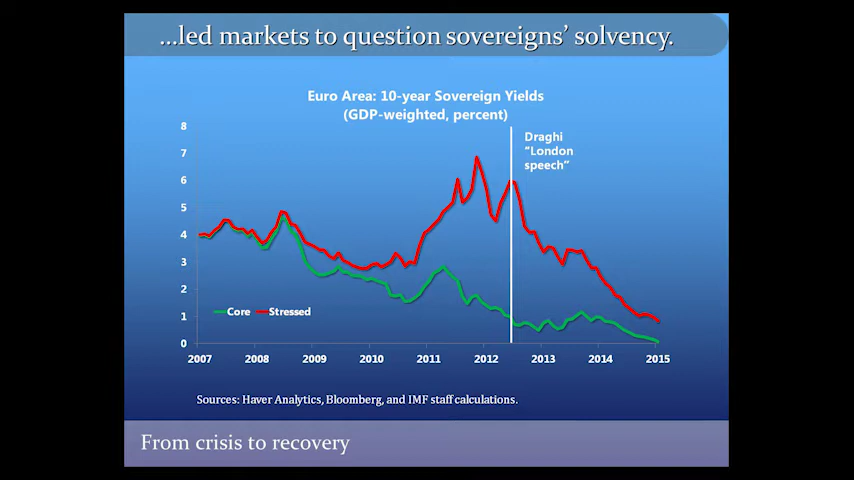 ...led markets to question sovereigns' solvency.
Euro Area: 10-year Sovereign Yields
(GDP-weighted, percent)
8
7
6
5
4
3
2
1
0
Draghi
"London
speech"
Core
Stressed
2007 2008 2009 2010 2011 2012 2013 2014 2015
Sources: Haver Analytics, Bloomberg, and IMF staff calculations.
From crisis to recovery